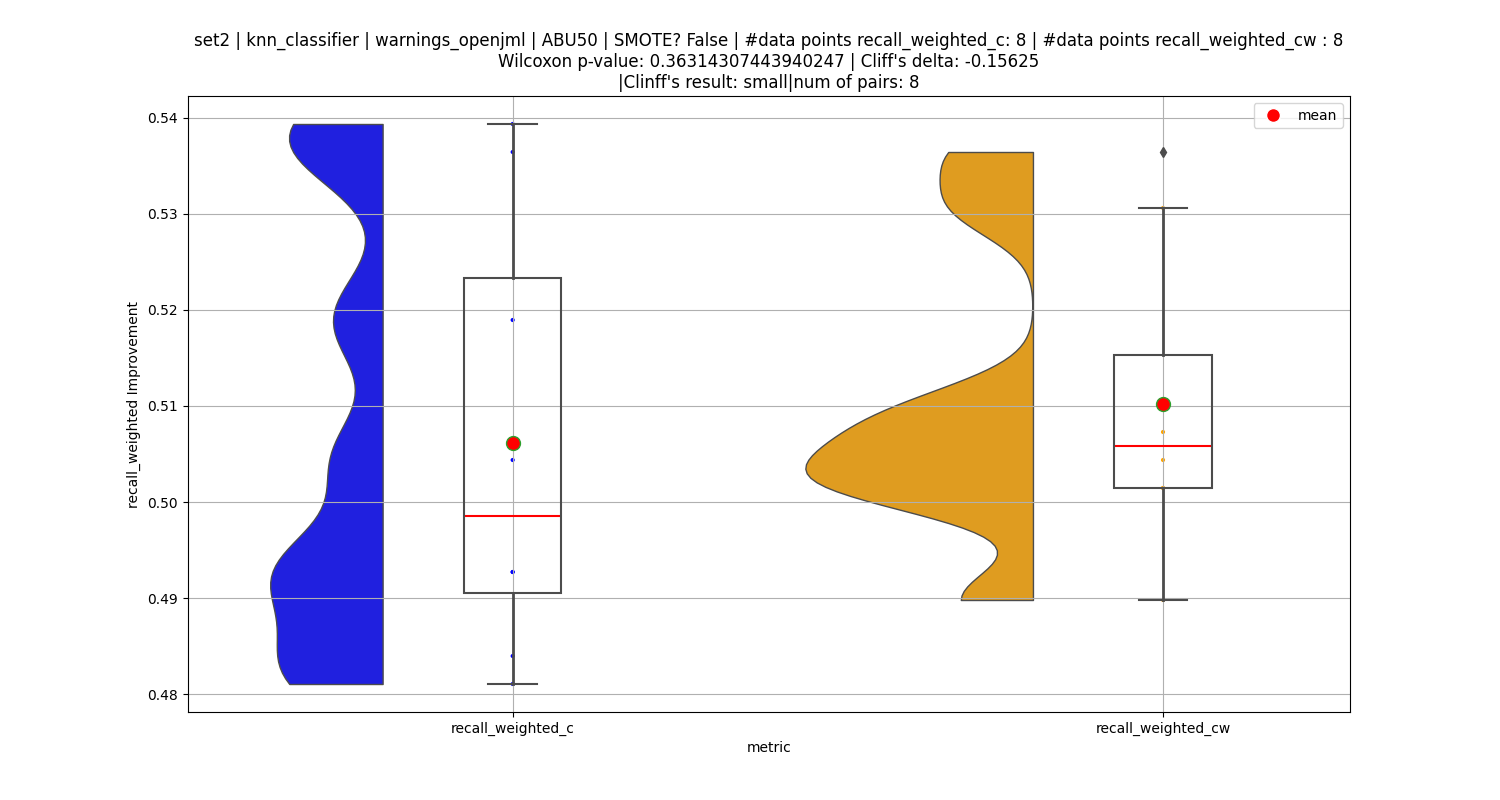 set2 | knn_classifier | warnings_openjml | ABU50 | SMOTE? False | #data points recall_weighted_c: 8 | #data points recall_weighted_cw : 8
Wilcoxon p-value: 0.36314307443940247 | Cliff's delta: -0.15625
|Clinff's result: small|num of pairs: 8
mean
0.54
0.53
0.52
0.51
0.50
0.49
0.48
recall_weighted Improvement
recall_weighted_c
recall_weighted_cw
metric